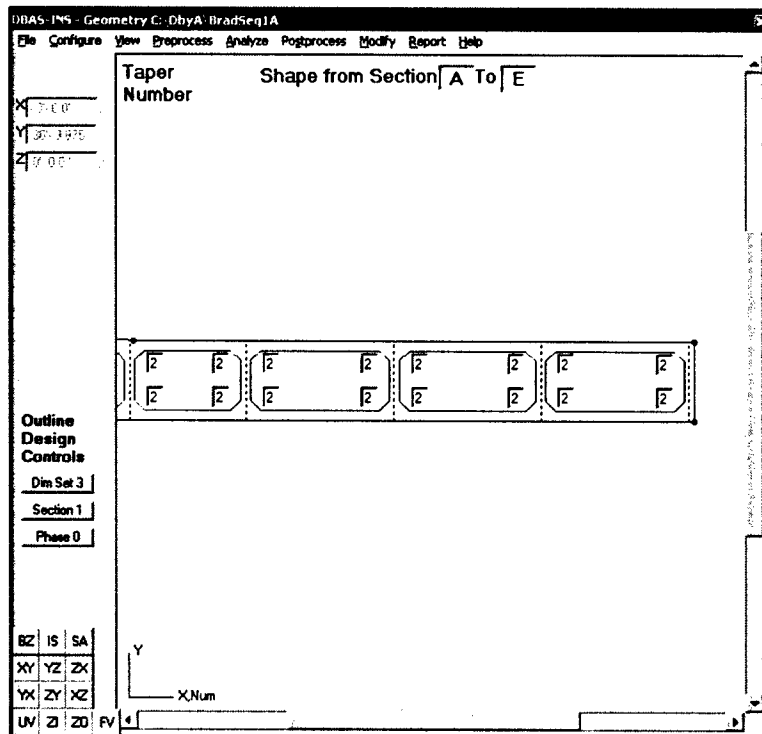 DBAS-INS - Geometry C:-DbyA\BradSeq1A
File Configure View Preprocess Analyze Postprocess Modify Report Help
Taper Number
Shape from Section A To E
X
Y
Z
2 2 2 2 2 2 2 2
2 2 2 2 2 2 2 2
Outline
Design
Controls
Dim Set 3
Section 1
Phase 0
BZ IS SA
XY YZ ZX
YX ZY XZ
UV ZI ZO FV
Y
X,Num